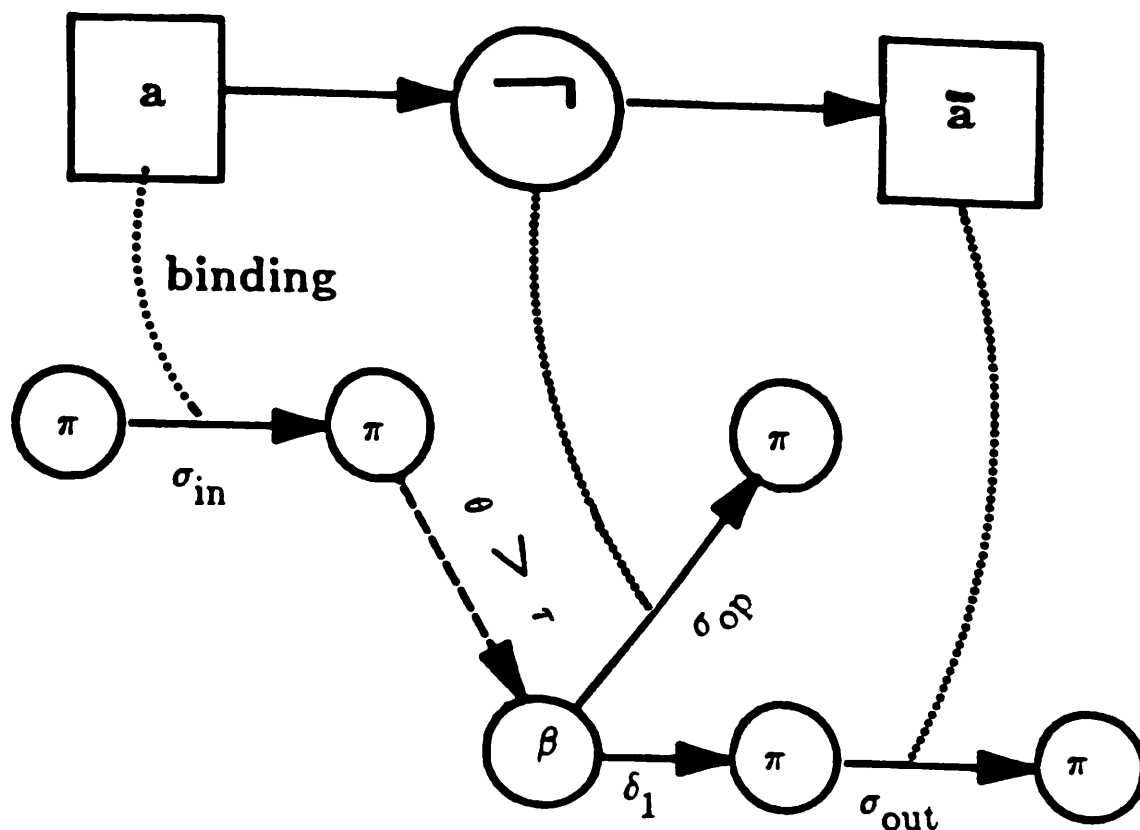 a ¬ ā
binding
π π π
σin
θ > τ
σop
β π π
δ1
σout